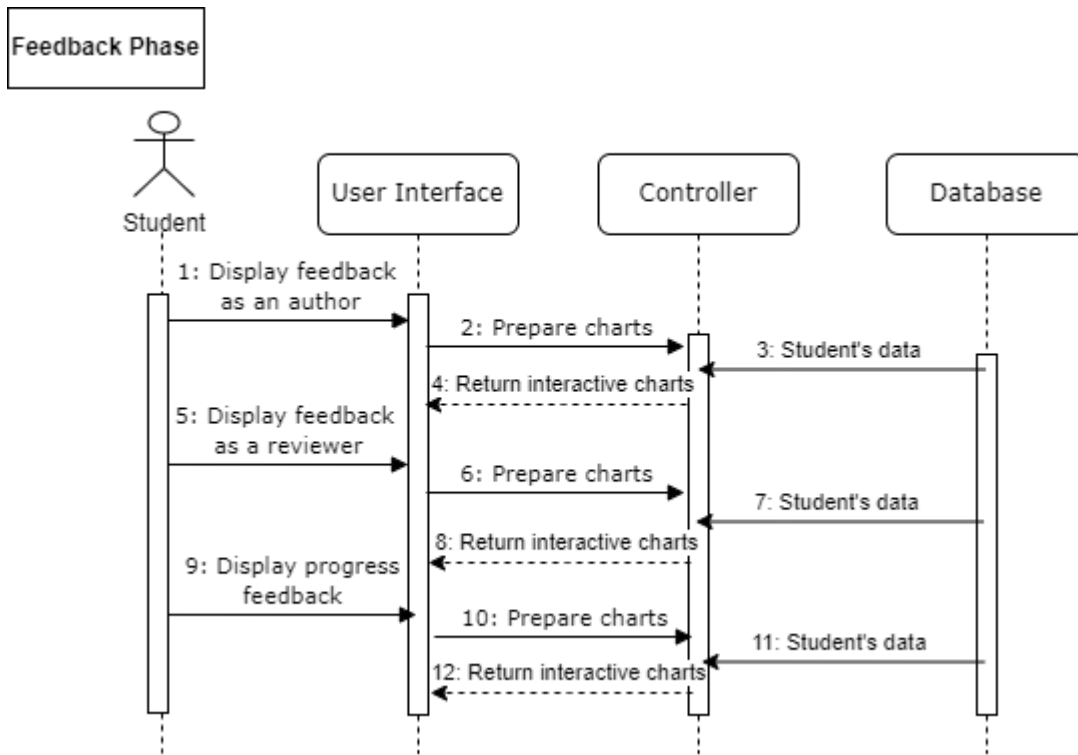 Feedback Phase
Student
User Interface
Controller
Database
1: Display feedback
as an author
2: Prepare charts
3: Student's data
4: Return interactive charts
5: Display feedback
as a reviewer
6: Prepare charts
7: Student's data
8: Return interactive charts
9: Display progress
feedback
10: Prepare charts
11: Student's data
12: Return interactive charts